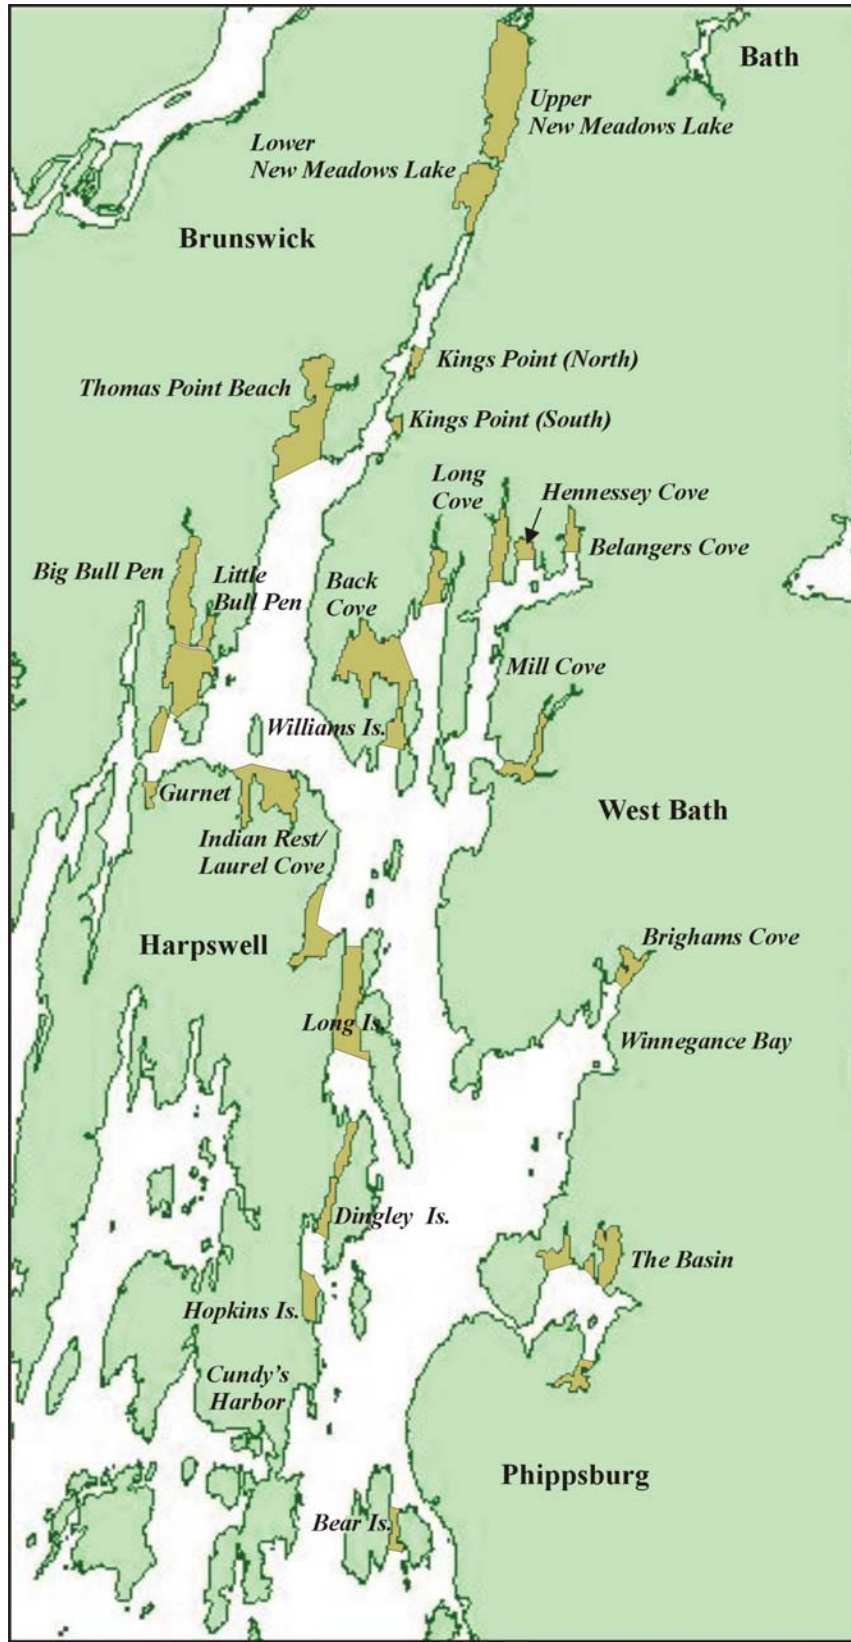 Bath
Upper
New Meadows Lake
Lower
New Meadows Lake
Brunswick
Kings Point (North)
Thomas Point Beach
Kings Point (South)
Long
Cove
Hennessey Cove
Belangers Cove
Big Bull Pen
Little
Bull Pen
Back
Cove
Mill Cove
Williams Is.
Gurnet
West Bath
Indian Rest/
Laurel Cove
Harpswell
Brighams Cove
Long Is.
Winnegance Bay
Dingley Is.
The Basin
Hopkins Is.
Cundy's
Harbor
Phippsburg
Bear Is.